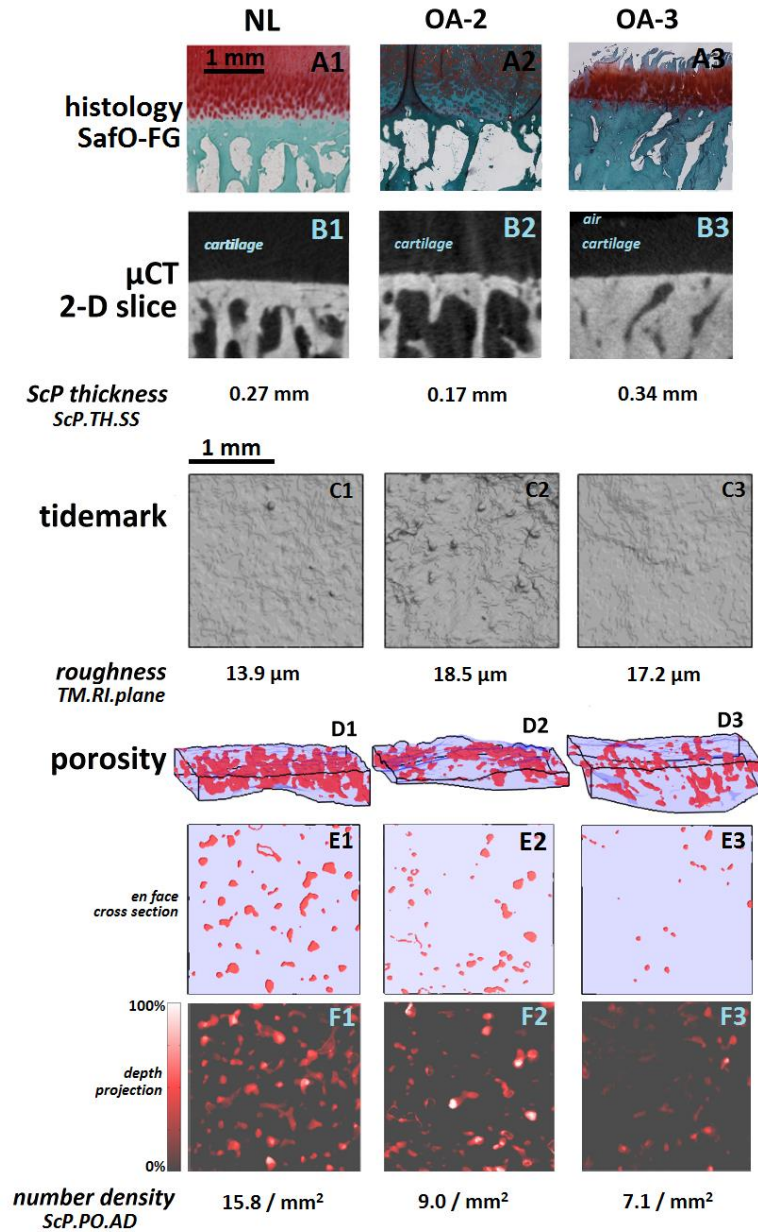 NL OA-2 OA-3
1 mm A1 A2 A3
histology
SafO-FG
B1 B2 air B3
cartilage cartilage cartilage
µCT
2-D slice
ScP thickness 0.27 mm 0.17 mm 0.34 mm
ScP.TH.SS
1 mm
C1 C2 C3
tidemark
roughness 13.9 µm 18.5 µm 17.2 µm
TM.RI.plane
D1 D2 D3
porosity
E1 E2 E3
en face
cross section
100% F1 F2 F3
depth
projection
0%
number density 15.8 / mm² 9.0 / mm² 7.1 / mm²
ScP.PO.AD